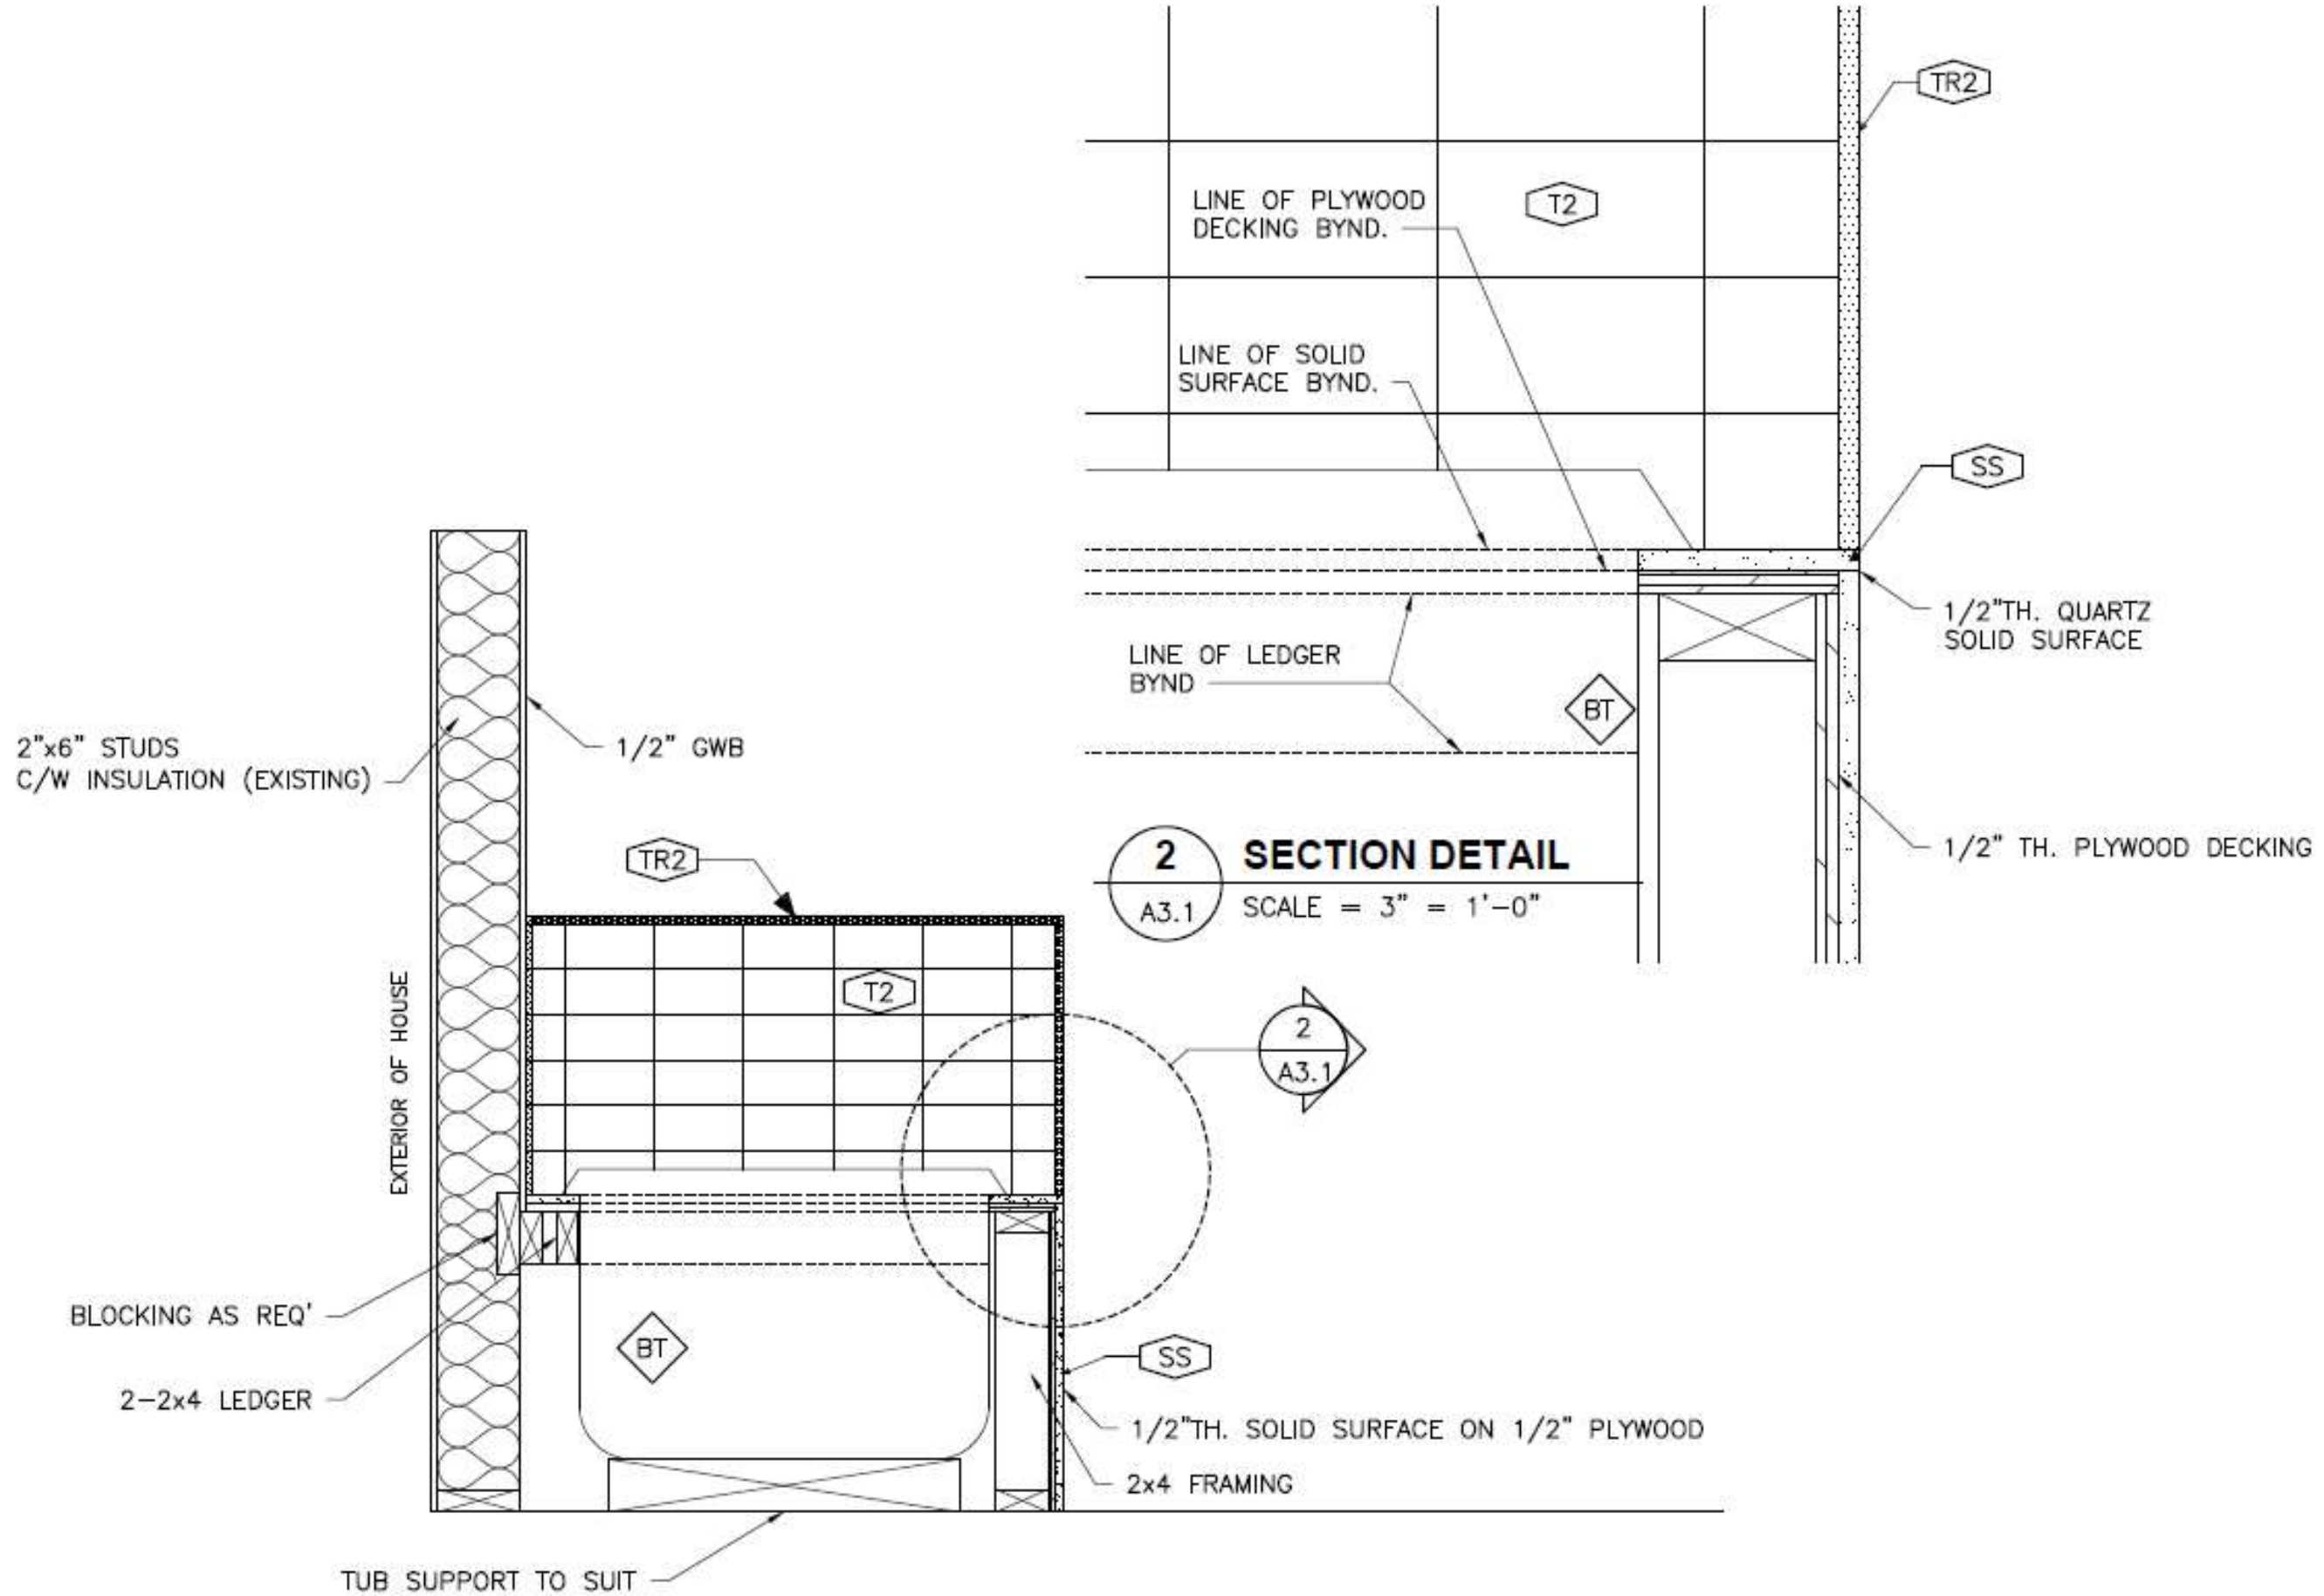 TR2
LINE OF PLYWOOD
DECKING BYND.
T2
LINE OF SOLID
SURFACE BYND.
SS
1/2"TH. QUARTZ
SOLID SURFACE
LINE OF LEDGER
BYND
BT
2"x6" STUDS
C/W INSULATION (EXISTING)
1/2" GWB
1/2" TH. PLYWOOD DECKING
2
A3.1
SECTION DETAIL
SCALE = 3" = 1'-0"
TR2
T2
EXTERIOR OF HOUSE
2
A3.1
BLOCKING AS REQ'
BT
SS
2-2x4 LEDGER
1/2"TH. SOLID SURFACE ON 1/2" PLYWOOD
2x4 FRAMING
TUB SUPPORT TO SUIT